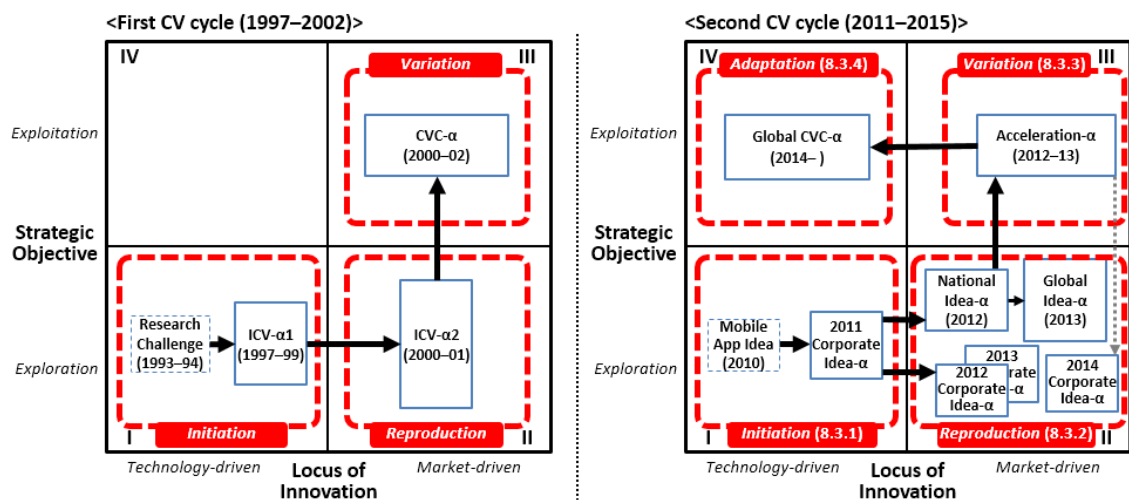 <First CV cycle (1997–2002)>
IV
III
Variation
Exploitation
CVC-α
(2000–02)
Strategic
Objective
Research
Challenge
(1993–94)
ICV-α1
(1997–99)
ICV-α2
(2000–01)
Exploration
I
Initiation
Reproduction
II
Technology-driven
Locus of
Innovation
Market-driven
<Second CV cycle (2011–2015)>
IV
III
Adaptation (8.3.4)
Variation (8.3.3)
Exploitation
Global CVC-α
(2014– )
Acceleration-α
(2012–13)
Strategic
Objective
National
Idea-α
(2012)
Global
Idea-α
(2013)
Mobile
App Idea
(2010)
2011
Corporate
Idea-α
Exploration
2013
2012
Corporate
Idea-α
2014
Corporate
Idea-α
I
Initiation (8.3.1)
Reproduction (8.3.2)
II
Technology-driven
Locus of
Innovation
Market-driven